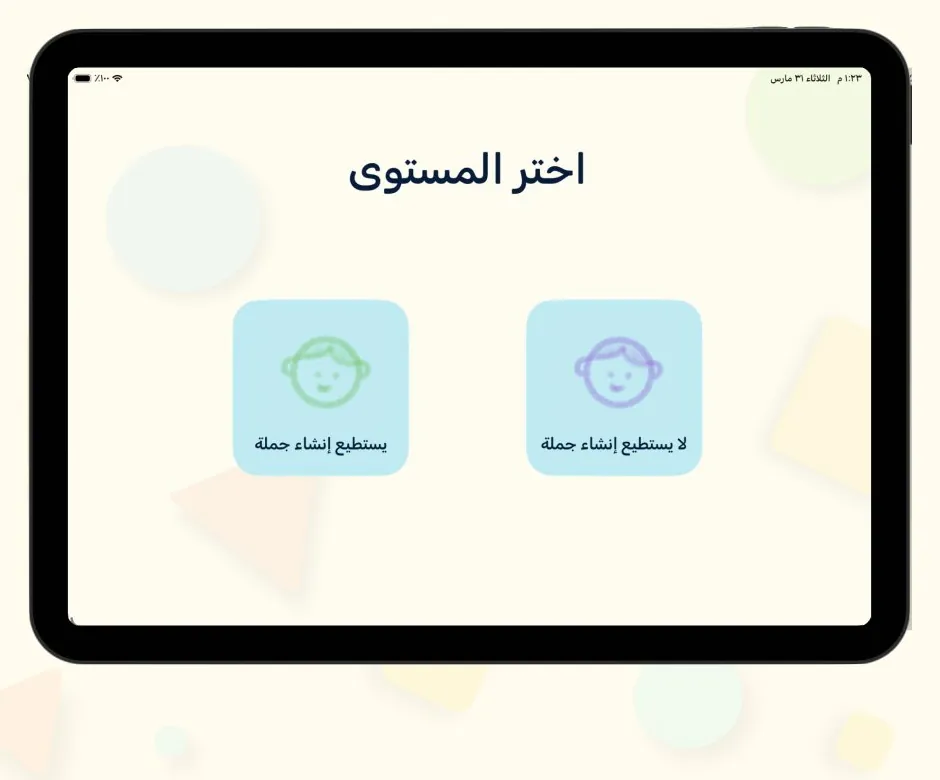 ١:٢٣ م الثلاثاء ٣١ مارس
٪١٠٠
اختر المستوى
لا يستطيع إنشاء جملة
يستطيع إنشاء جملة